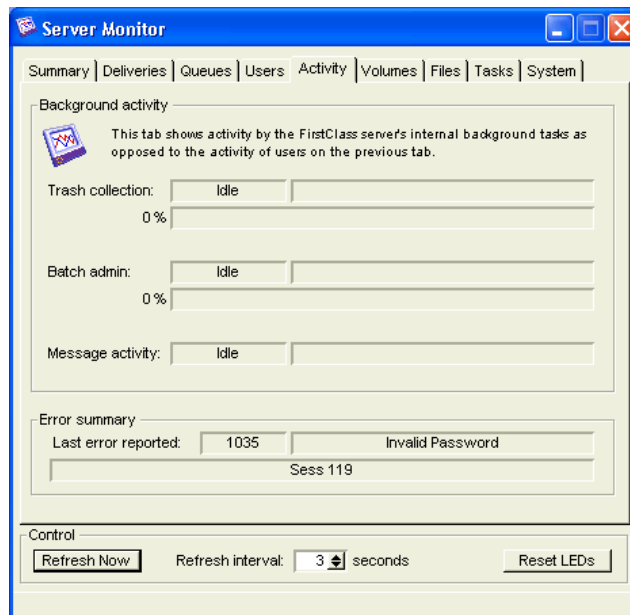 Server Monitor
Summary Deliveries Queues Users Activity Volumes Files Tasks System
Background activity
This tab shows activity by the FirstClass server's internal background tasks as
opposed to the activity of users on the previous tab.
Trash collection: Idle
0 %
Batch admin: Idle
0 %
Message activity: Idle
Error summary
Last error reported: 1035 Invalid Password
Sess 119
Control
Refresh Now Refresh interval: 3 seconds Reset LEDs